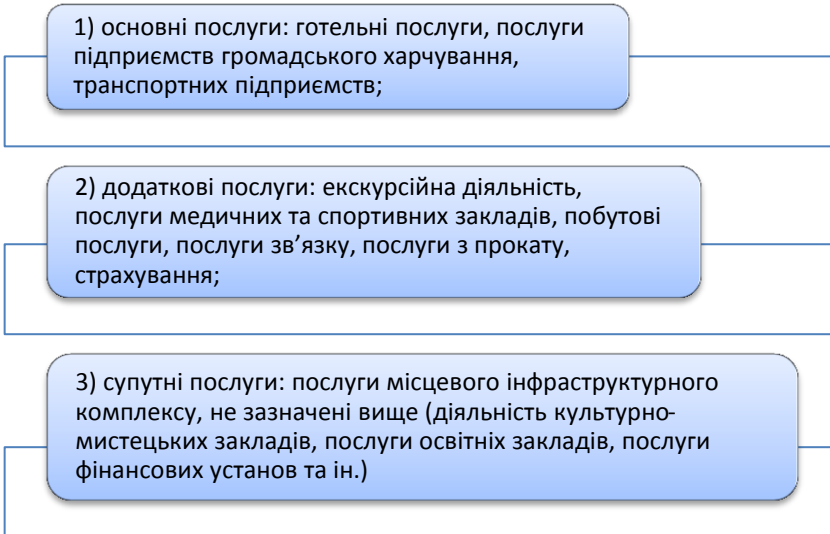 1) основні послуги: готельні послуги, послуги
підприємств громадського харчування,
транспортних підприємств;
2) додаткові послуги: екскурсійна діяльність,
послуги медичних та спортивних закладів, побутові
послуги, послуги зв’язку, послуги з прокату,
страхування;
3) супутні послуги: послуги місцевого інфраструктурного
комплексу, не зазначені вище (діяльність культурно-
мистецьких закладів, послуги освітніх закладів, послуги
фінансових установ та ін.)